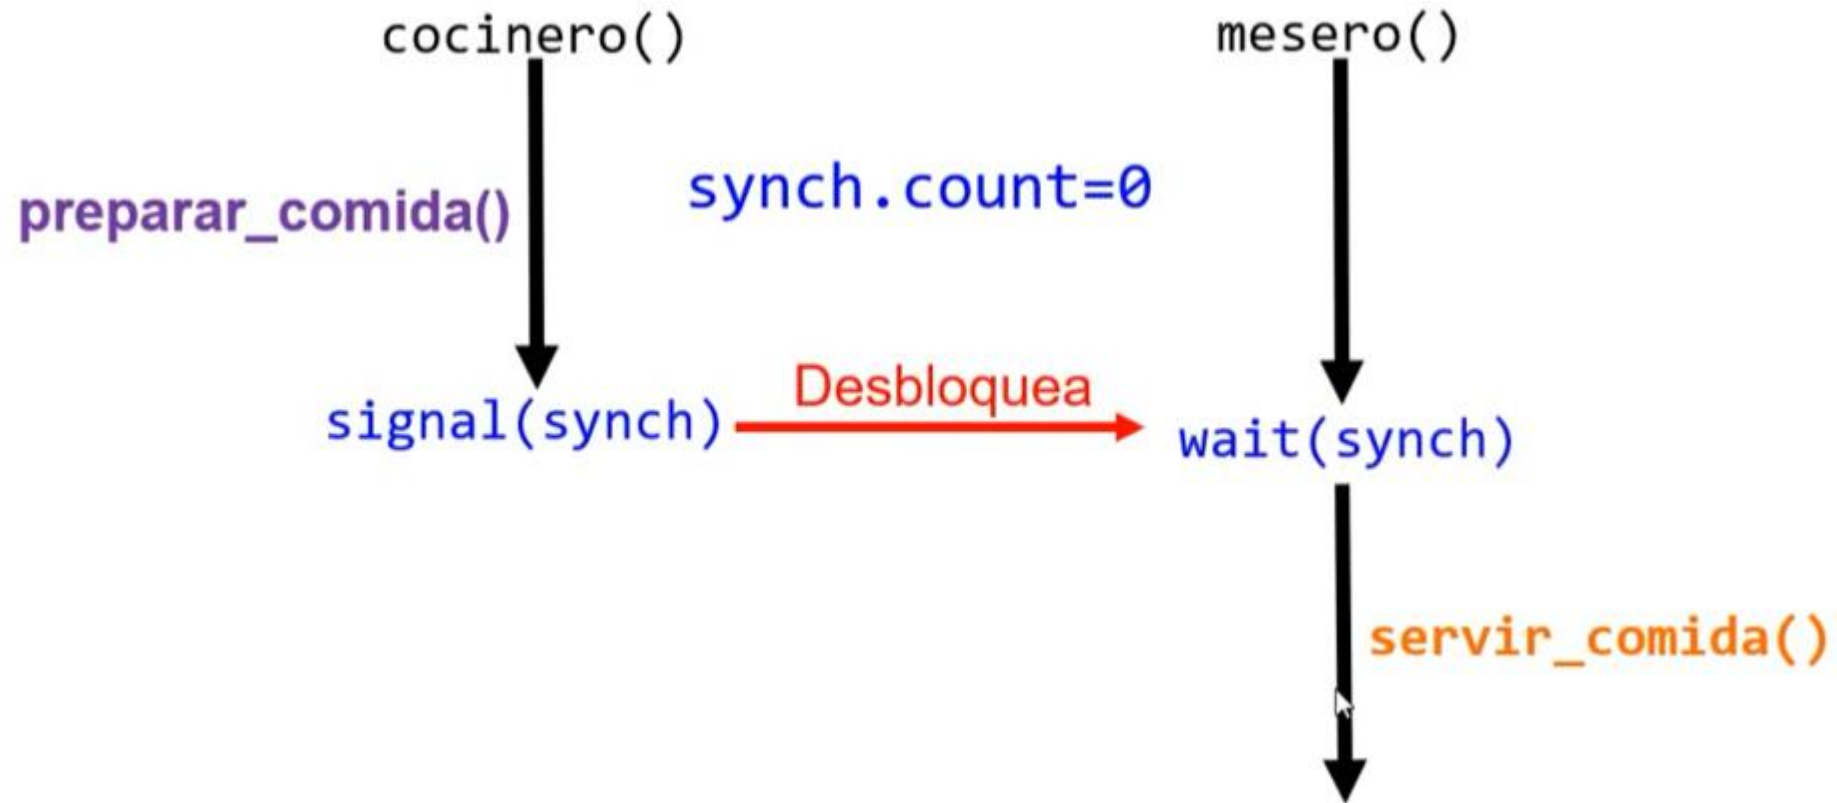 cocinero()
mesero()
preparar_comida()
synch.count=0
Desbloquea
signal(synch)
wait(synch)
servir_comida()